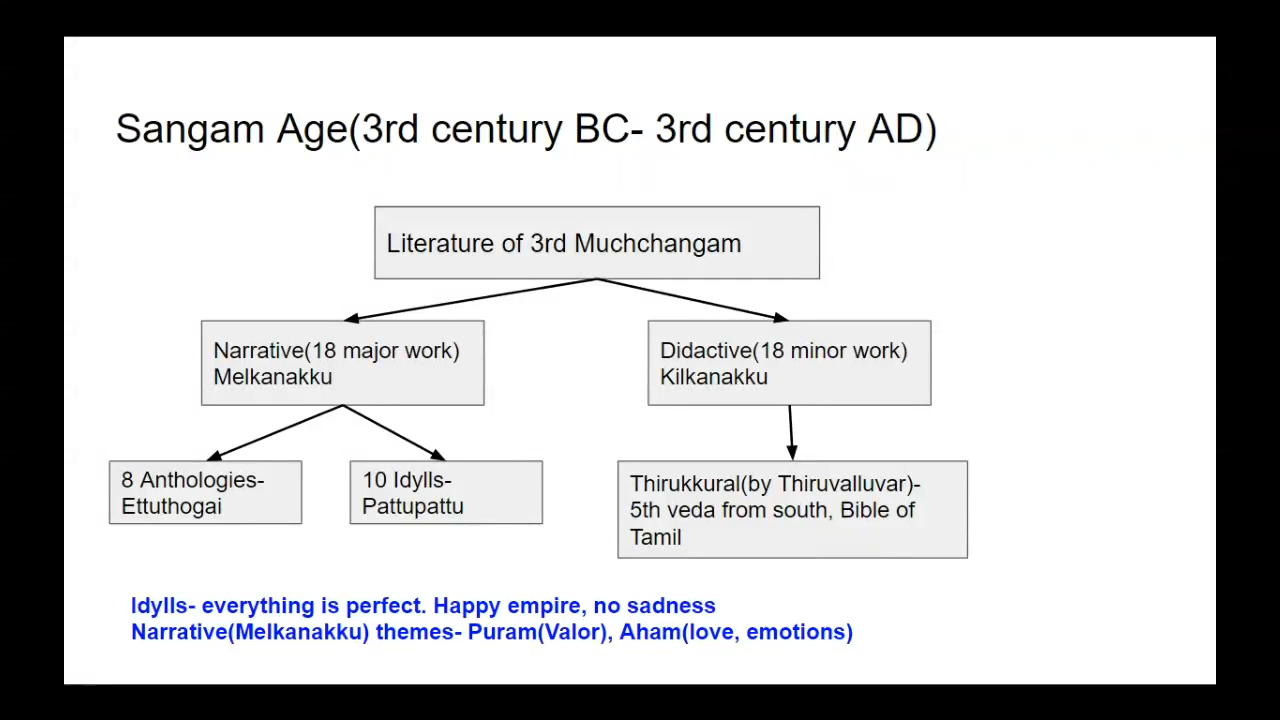 Sangam Age(3rd century BC- 3rd century AD)
Literature of 3rd Muchchangam
Narrative(18 major work)
Melkanakku
Didactive(18 minor work)
Kilkanakku
8 Anthologies-
Ettuthogai
10 Idylls-
Pattupattu
Thirukkural(by Thiruvalluvar)-
5th veda from south, Bible of
Tamil
Idylls- everything is perfect. Happy empire, no sadness
Narrative(Melkanakku) themes- Puram(Valor), Aham(love, emotions)